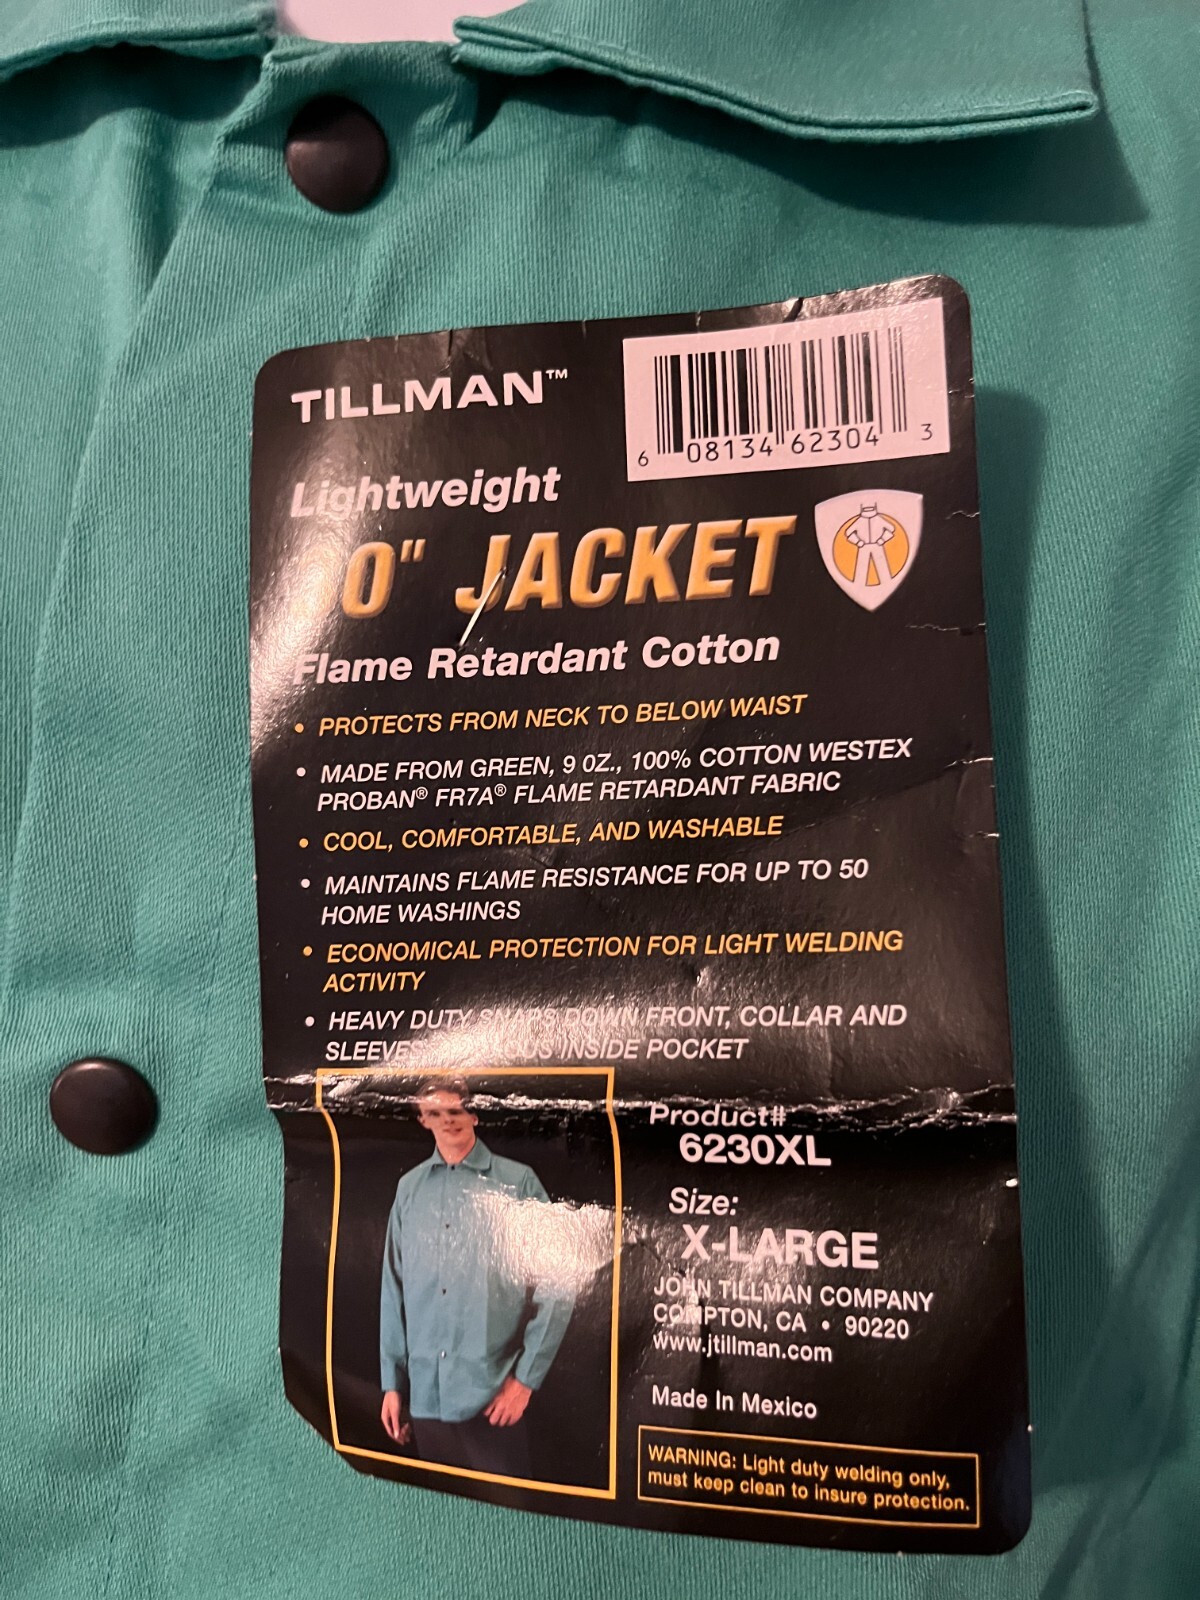 TILLMAN™
6 08134 62304 3
Lightweight
0" JACKET
Flame Retardant Cotton
• PROTECTS FROM NECK TO BELOW WAIST
• MADE FROM GREEN, 9 OZ., 100% COTTON WESTEX
PROBAN® FR7A® FLAME RETARDANT FABRIC
• COOL, COMFORTABLE, AND WASHABLE
• MAINTAINS FLAME RESISTANCE FOR UP TO 50
HOME WASHINGS
• ECONOMICAL PROTECTION FOR LIGHT WELDING
ACTIVITY
• HEAVY DUTY SNAPS DOWN FRONT, COLLAR AND
SLEEVES INSIDE POCKET
Product#
6230XL
Size:
X-LARGE
JOHN TILLMAN COMPANY
COMPTON, CA • 90220
www.jtillman.com
Made In Mexico
WARNING: Light duty welding only,
must keep clean to insure protection.